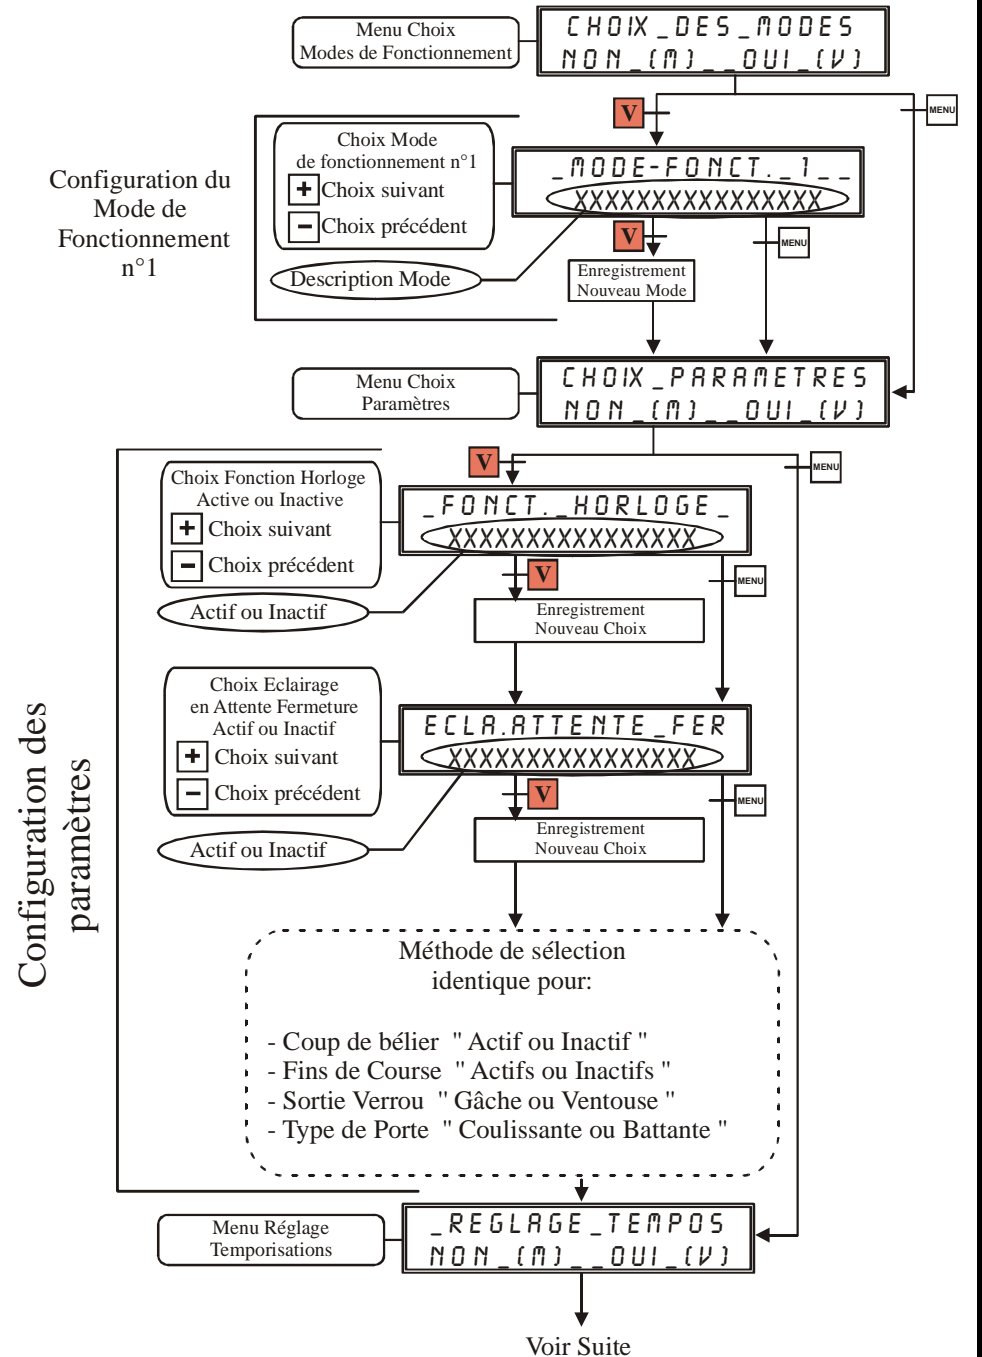 Menu Choix
Modes de Fonctionnement
CHOIX_DES_MODES
NON_(M)__OUI_(V)
V
MENU
Configuration du
Mode de
Fonctionnement
n°1
Choix Mode
de fonctionnement n°1
+ Choix suivant
- Choix précédent
_MODE-FONCT._1__
XXXXXXXXXXXXXXXX
Description Mode
V
MENU
Enregistrement
Nouveau Mode
Menu Choix
Paramètres
CHOIX_PARAMETRES
NON_(M)__OUI_(V)
V
MENU
Configuration des
paramètres
Choix Fonction Horloge
Active ou Inactive
+ Choix suivant
- Choix précédent
_FONCT._HORLOGE_
XXXXXXXXXXXXXXXX
Actif ou Inactif
V
MENU
Enregistrement
Nouveau Choix
Choix Eclairage
en Attente Fermeture
Actif ou Inactif
+ Choix suivant
- Choix précédent
ECLA.ATTENTE_FER
XXXXXXXXXXXXXXXX
Actif ou Inactif
V
MENU
Enregistrement
Nouveau Choix
Méthode de sélection
identique pour:
- Coup de bélier " Actif ou Inactif "
- Fins de Course " Actifs ou Inactifs "
- Sortie Verrou " Gâche ou Ventouse "
- Type de Porte " Coulissante ou Battante "
Menu Réglage
Temporisations
_REGLAGE_TEMPOS
NON_(M)__OUI_(V)
Voir Suite